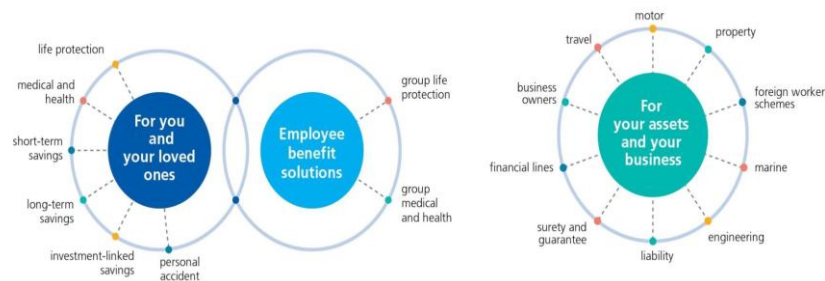 life protection
medical and
health
short-term
savings
long-term
savings
investment-linked
savings
personal
accident
For you
and
your loved
ones
Employee
benefit
solutions
group life
protection
group
medical
and health
motor
property
foreign worker
schemes
marine
engineering
liability
surety and
guarantee
financial lines
business
owners
travel
For
your assets
and your
business